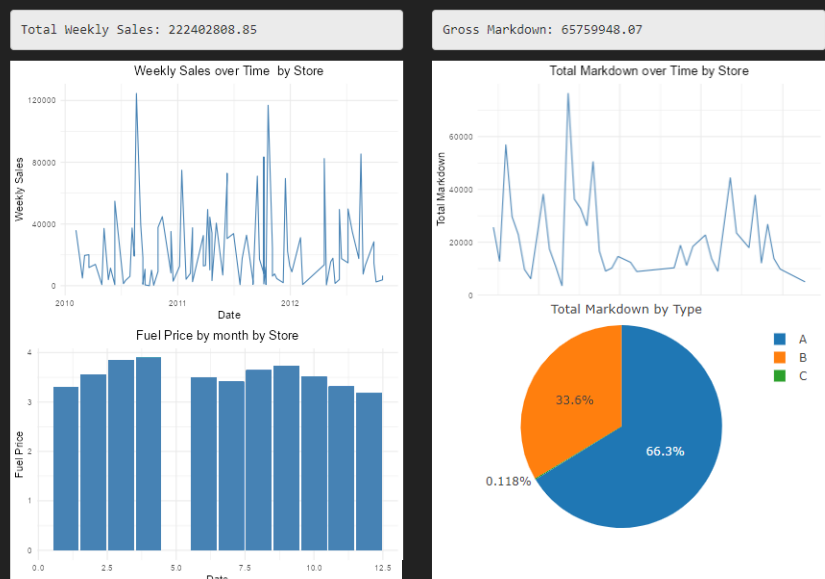 Total Weekly Sales: 222402808.85
Gross Markdown: 65759948.07
Weekly Sales over Time by Store
120000
80000
40000
0
Weekly Sales
2010
2011
2012
Date
Total Markdown over Time by Store
60000
40000
20000
0
Total Markdown
Fuel Price by month by Store
4
3
2
1
0
Fuel Price
0.0
2.5
5.0
7.5
10.0
12.5
Date
Total Markdown by Type
33.6%
66.3%
0.118%
A
B
C